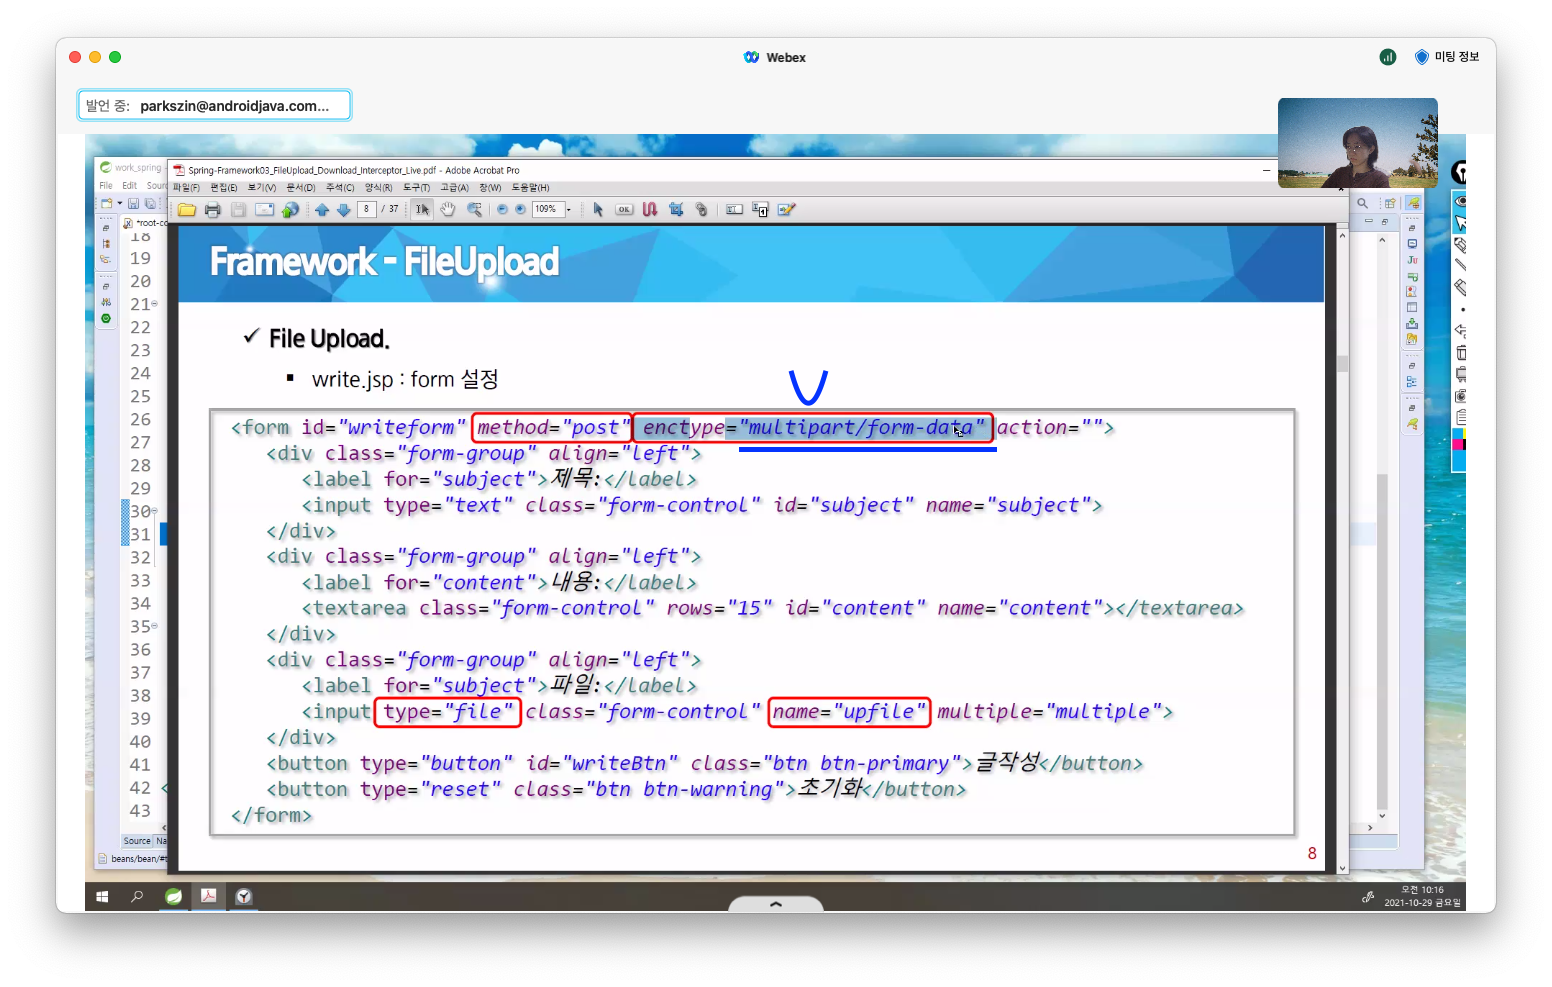 Webex
미팅 정보
발언 중: parkszin@androidjava.com...
work_spring -
Spring-Framework03_FileUpload_Download_Interceptor_Live.pdf - Adobe Acrobat Pro
File Edit Sourc
파일(F) 편집(E) 보기(V) 문서(D) 주석(C) 양식(R) 도구(T) 고급(A) 창(W) 도움말(H)
8 / 37
109%
*root-co
18
19
20
21
22
23
24
25
26
27
28
29
30
31
32
33
34
35
36
37
38
39
40
41
42
43
Framework - FileUpload
✓ File Upload.
▪ write.jsp : form 설정
<form id="writeform" method="post" enctype="multipart/form-data" action="">
<div class="form-group" align="left">
<label for="subject">제목:</label>
<input type="text" class="form-control" id="subject" name="subject">
</div>
<div class="form-group" align="left">
<label for="content">내용:</label>
<textarea class="form-control" rows="15" id="content" name="content"></textarea>
</div>
<div class="form-group" align="left">
<label for="subject">파일:</label>
<input type="file" class="form-control" name="upfile" multiple="multiple">
</div>
<button type="button" id="writeBtn" class="btn btn-primary">글작성</button>
<button type="reset" class="btn btn-warning">초기화</button>
</form>
8
Source Na
beans/bean/#t
오전 10:16
2021-10-29 금요일